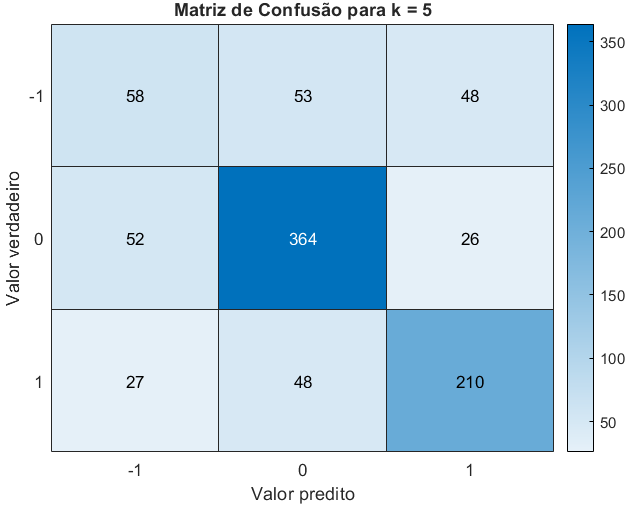 Matriz de Confusão para k = 5
-1 58 53 48
0 52 364 26
1 27 48 210
-1 0 1
Valor predito
Valor verdadeiro
350
300
250
200
150
100
50